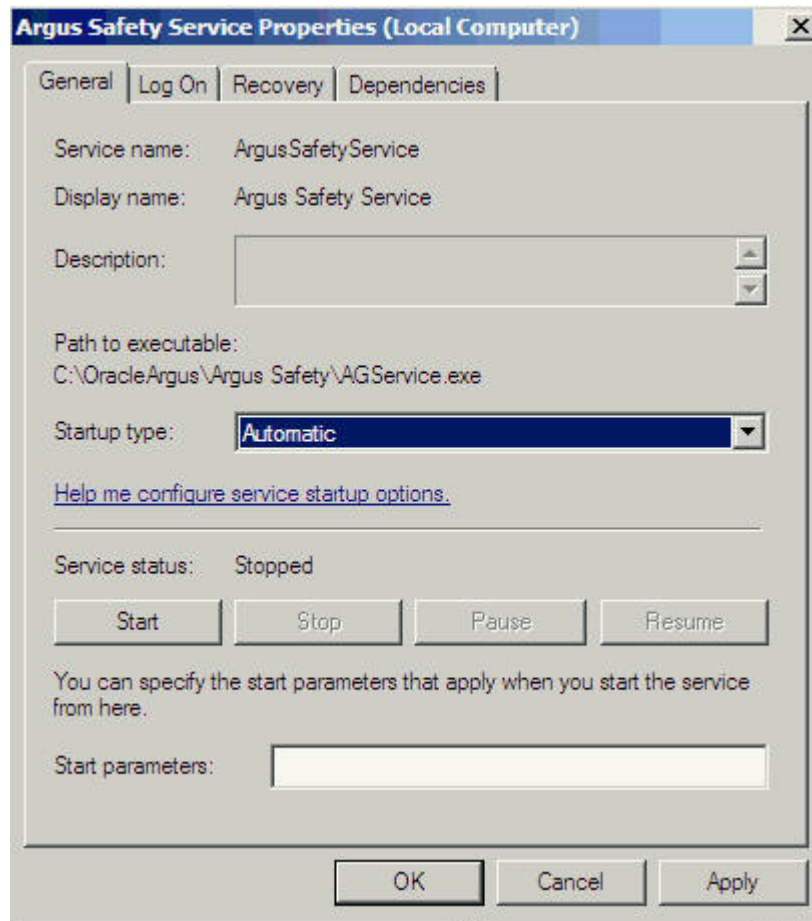 Argus Safety Service Properties (Local Computer)
General Log On Recovery Dependencies
Service name: ArgusSafetyService
Display name: Argus Safety Service
Description:
Path to executable:
C:\OracleArgus\Argus Safety\AGService.exe
Startup type: Automatic
Help me configure service startup options.
Service status: Stopped
Start Stop Pause Resume
You can specify the start parameters that apply when you start the service
from here.
Start parameters:
OK Cancel Apply